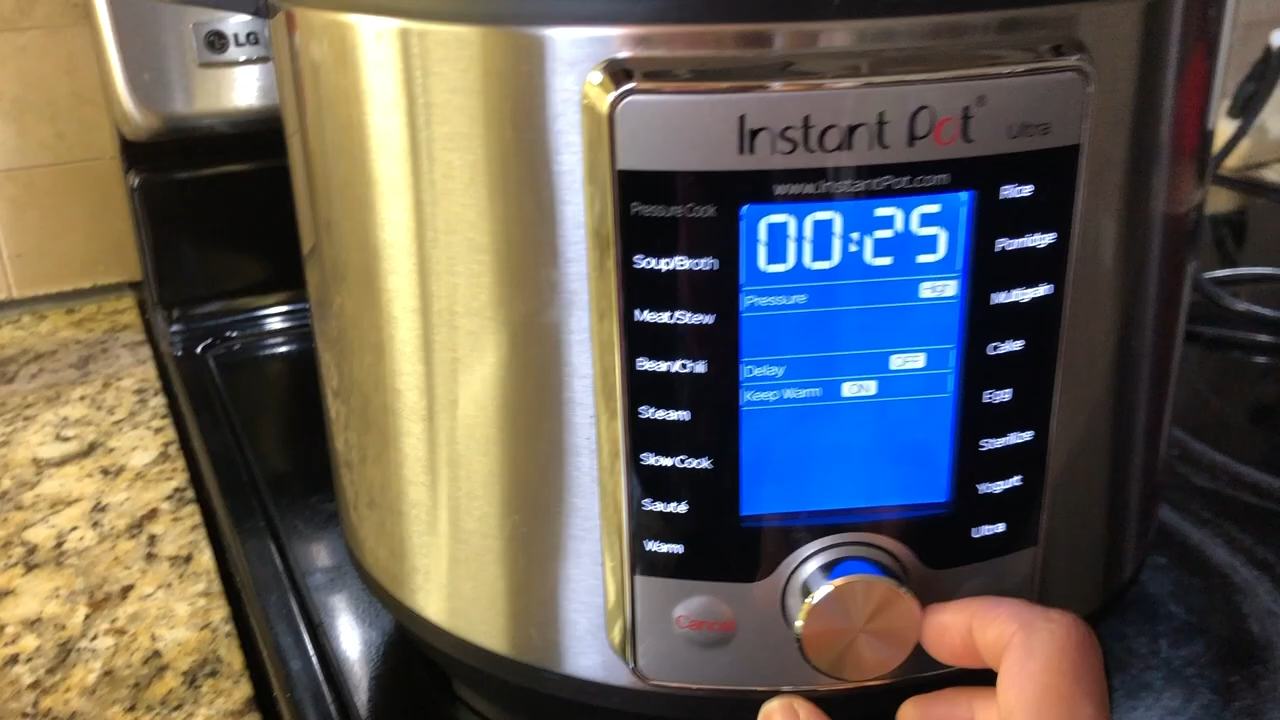 LG
Instant Pot® Ultra
www.InstantPot.com
Pressure Cook
Soup/Broth
Meat/Stew
Bean/Chili
Steam
Slow Cook
Sauté
Warm
00:25
Pressure High
Delay OFF
Keep Warm ON
Rice
Porridge
Multigrain
Cake
Egg
Sterilize
Yogurt
Ultra
Cancel